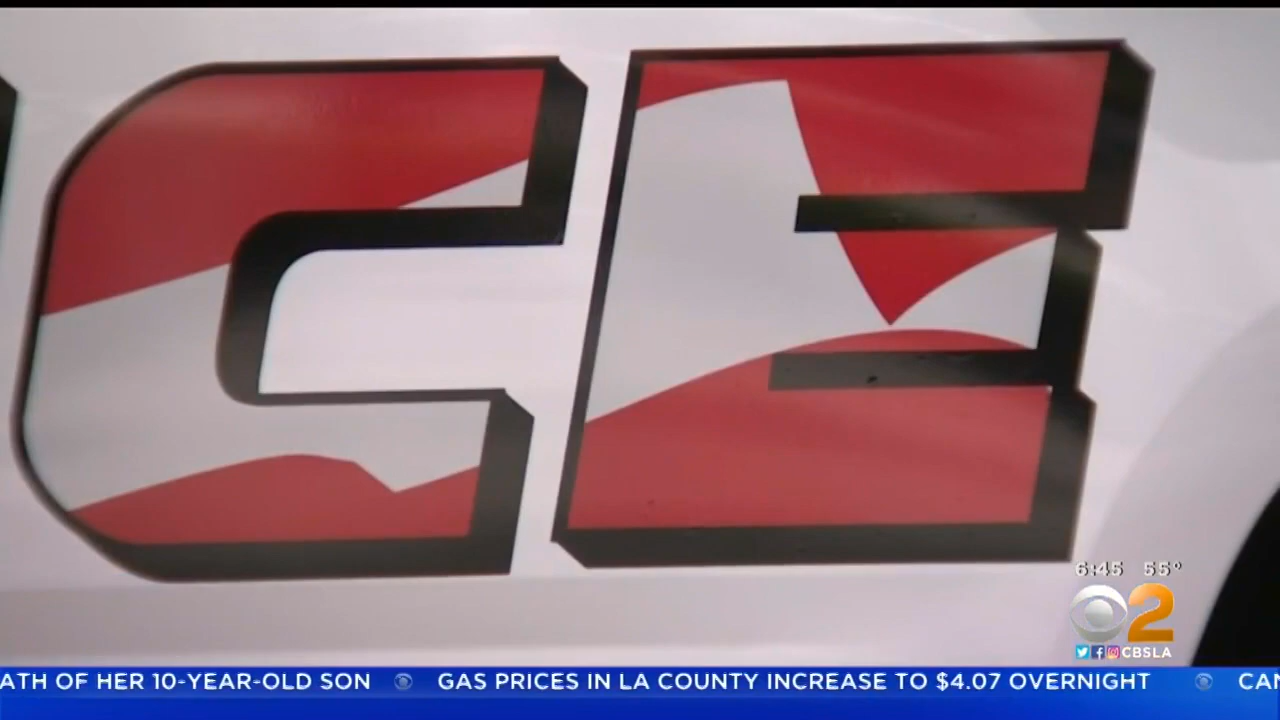 CE
6:45 55°
2
CBSLA
ATH OF HER 10-YEAR-OLD SON GAS PRICES IN LA COUNTY INCREASE TO $4.07 OVERNIGHT CAN